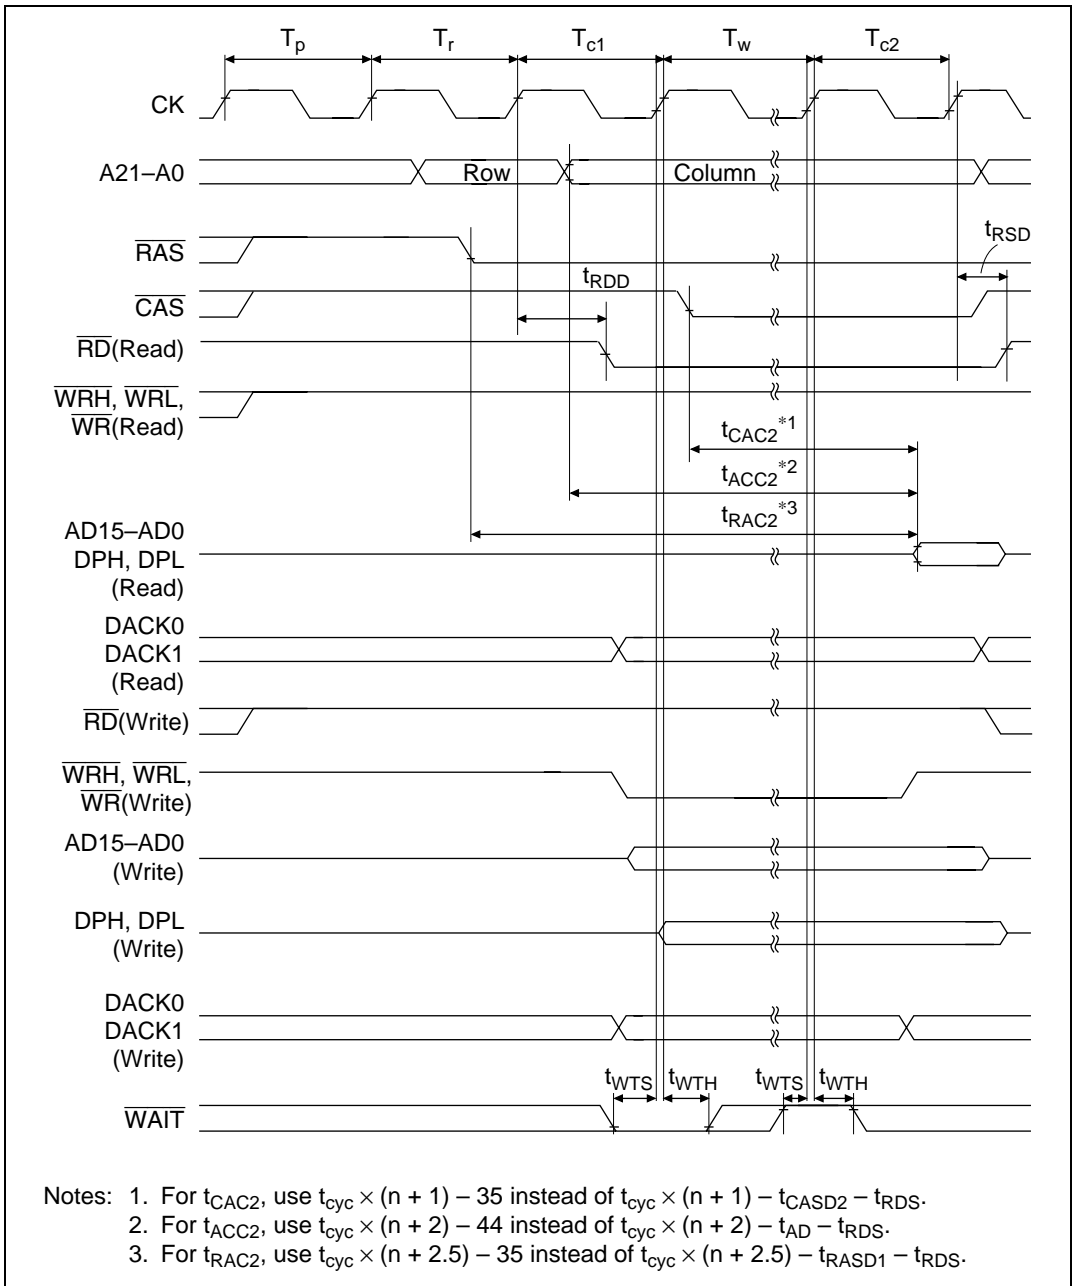 Tp Tr Tc1 Tw Tc2
CK
A21–A0 Row Column
RAS
tRSD
tRDD
CAS
RD(Read)
WRH, WRL,
WR(Read)
tCAC2*1
tACC2*2
tRAC2*3
AD15–AD0
DPH, DPL
(Read)
DACK0
DACK1
(Read)
RD(Write)
WRH, WRL,
WR(Write)
AD15–AD0
(Write)
DPH, DPL
(Write)
DACK0
DACK1
(Write)
tWTS tWTH tWTS tWTH
WAIT
Notes: 1. For tCAC2, use tcyc × (n + 1) – 35 instead of tcyc × (n + 1) – tCASD2 – tRDS.
2. For tACC2, use tcyc × (n + 2) – 44 instead of tcyc × (n + 2) – tAD – tRDS.
3. For tRAC2, use tcyc × (n + 2.5) – 35 instead of tcyc × (n + 2.5) – tRASD1 – tRDS.